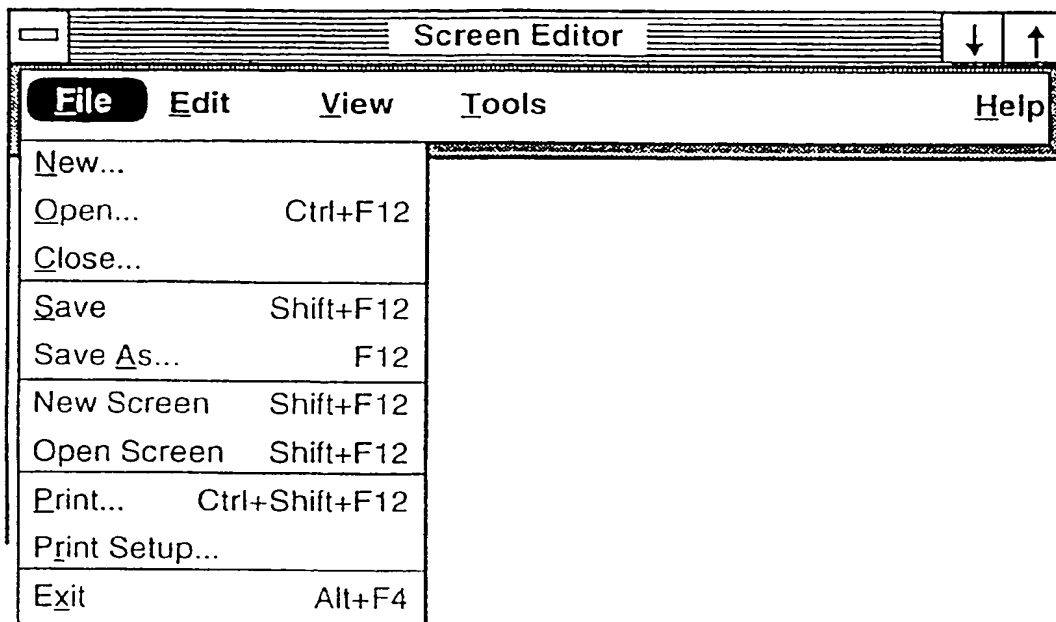 Screen Editor
File Edit View Tools Help
New...
Open... Ctrl+F12
Close...
Save Shift+F12
Save As... F12
New Screen Shift+F12
Open Screen Shift+F12
Print... Ctrl+Shift+F12
Print Setup...
Exit Alt+F4